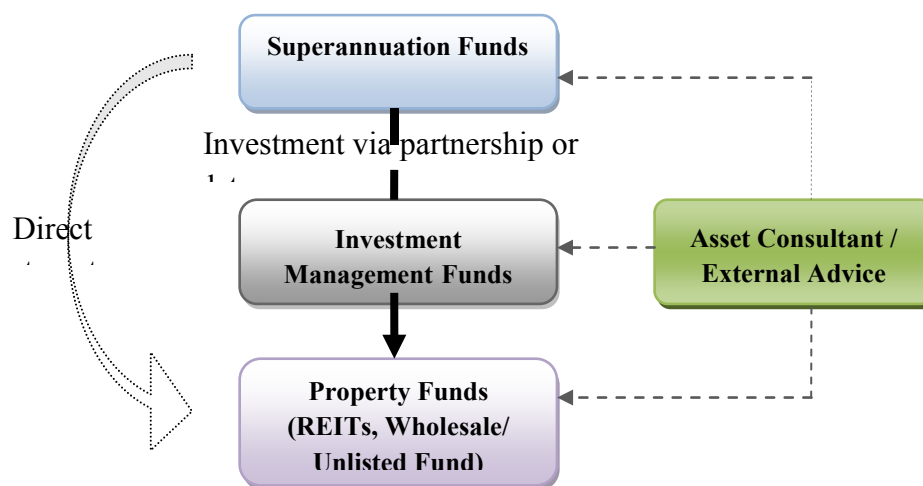 Superannuation Funds
Investment via partnership or
Direct
Investment
Management Funds
Asset Consultant /
External Advice
Property Funds
(REITs, Wholesale/
Unlisted Fund)